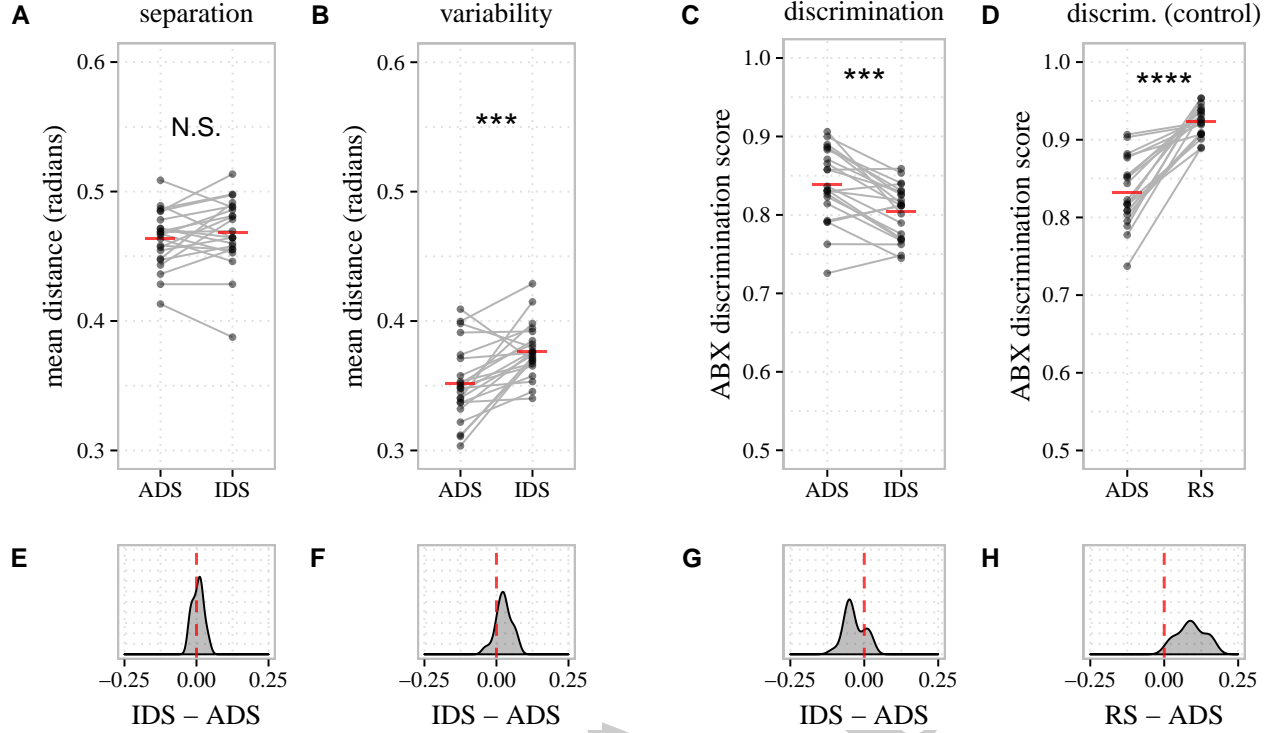 A separation
B variability
C discrimination
D discrim. (control)
mean distance (radians)
0.6
0.5
0.4
0.3
N.S.
ADS IDS
mean distance (radians)
0.6
0.5
0.4
0.3
***
ADS IDS
ABX discrimination score
1.0
0.9
0.8
0.7
0.6
0.5
***
ADS IDS
ABX discrimination score
1.0
0.9
0.8
0.7
0.6
0.5
****
ADS RS
E
−0.25 0.00 0.25
IDS − ADS
F
−0.25 0.00 0.25
IDS − ADS
G
−0.25 0.00 0.25
IDS − ADS
H
−0.25 0.00 0.25
RS − ADS